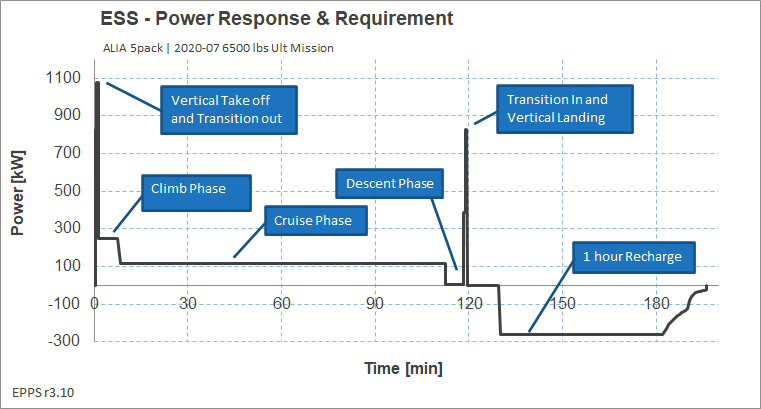 ESS - Power Response & Requirement
ALIA 5pack | 2020-07 6500 lbs Ult Mission
1100
900
700
500
300
100
-100
-300
Power [kW]
Vertical Take off
and Transition out
Transition In and
Vertical Landing
Climb Phase
Descent Phase
Cruise Phase
1 hour Recharge
0
30
60
90
120
150
180
Time [min]
EPPS r3.10